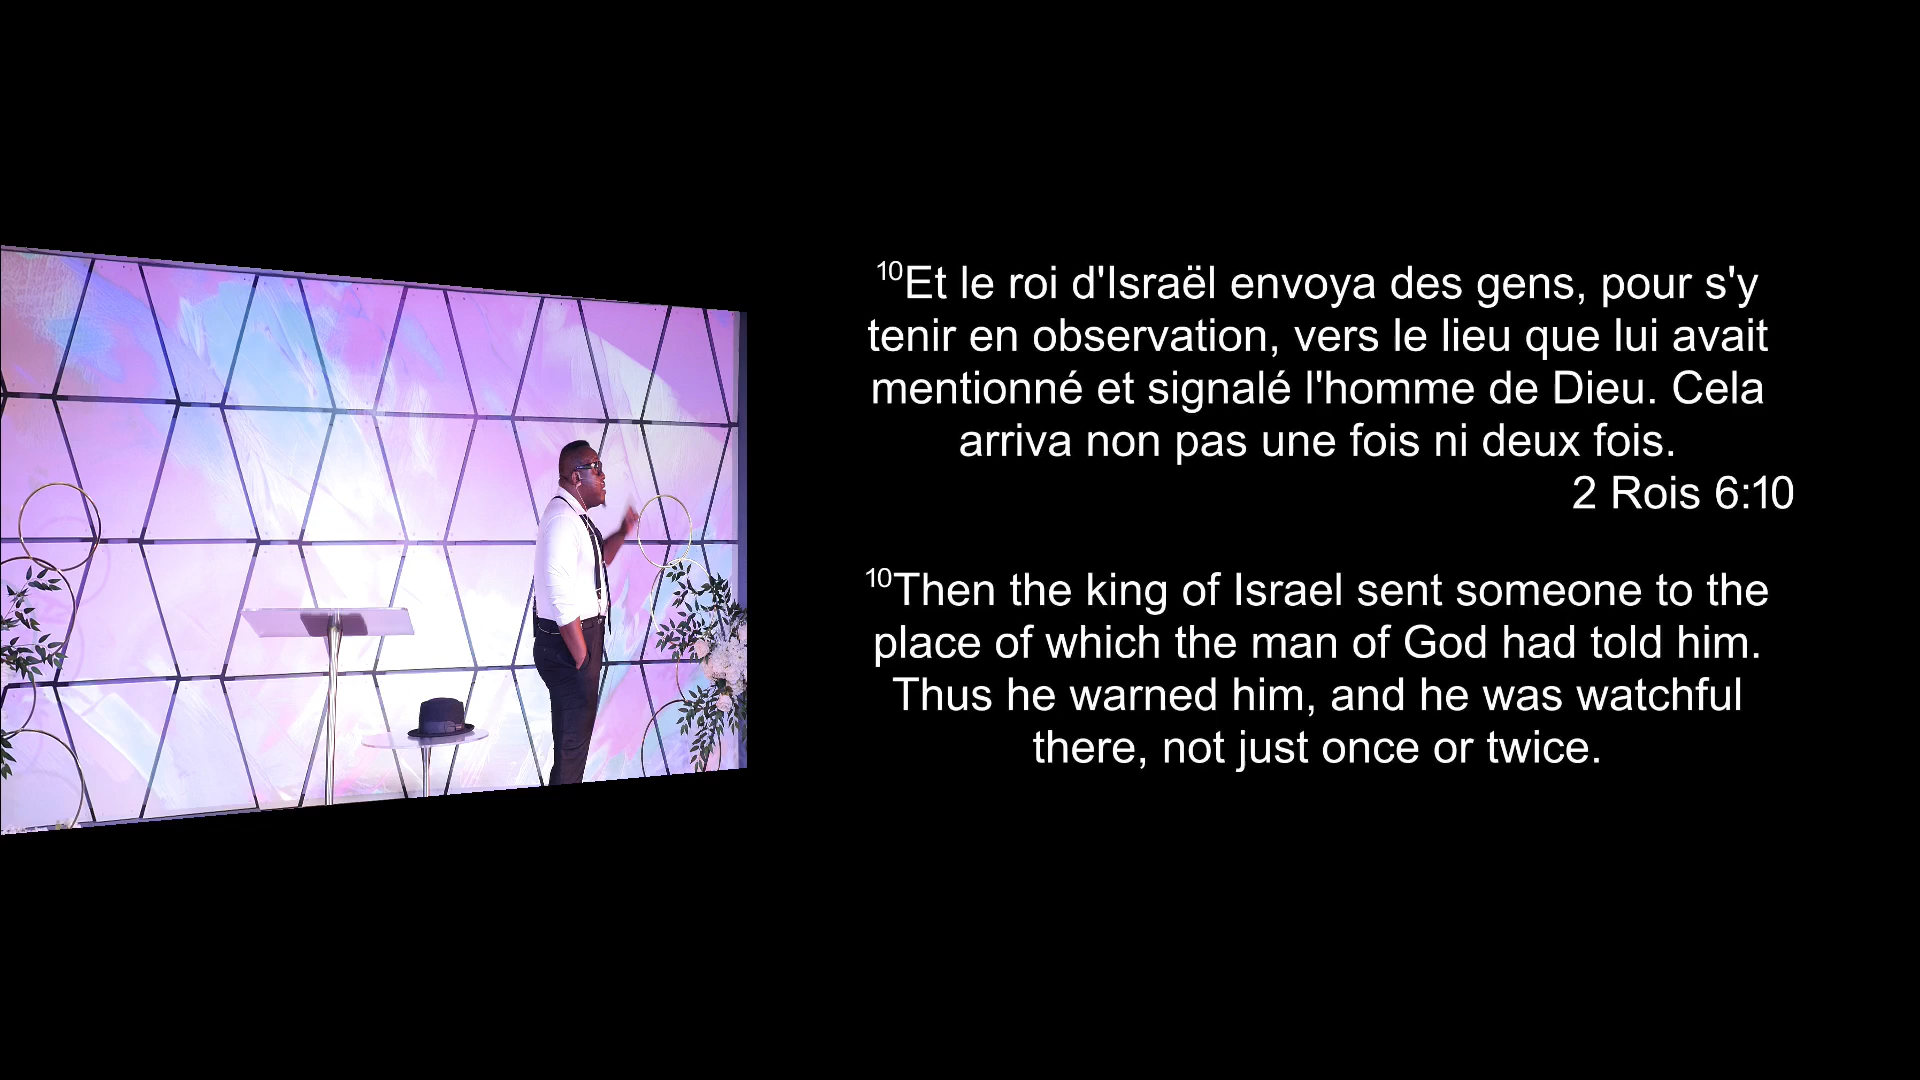 10Et le roi d'Israël envoya des gens, pour s'y
tenir en observation, vers le lieu que lui avait
mentionné et signalé l'homme de Dieu. Cela
arriva non pas une fois ni deux fois.
2 Rois 6:10
10Then the king of Israel sent someone to the
place of which the man of God had told him.
Thus he warned him, and he was watchful
there, not just once or twice.